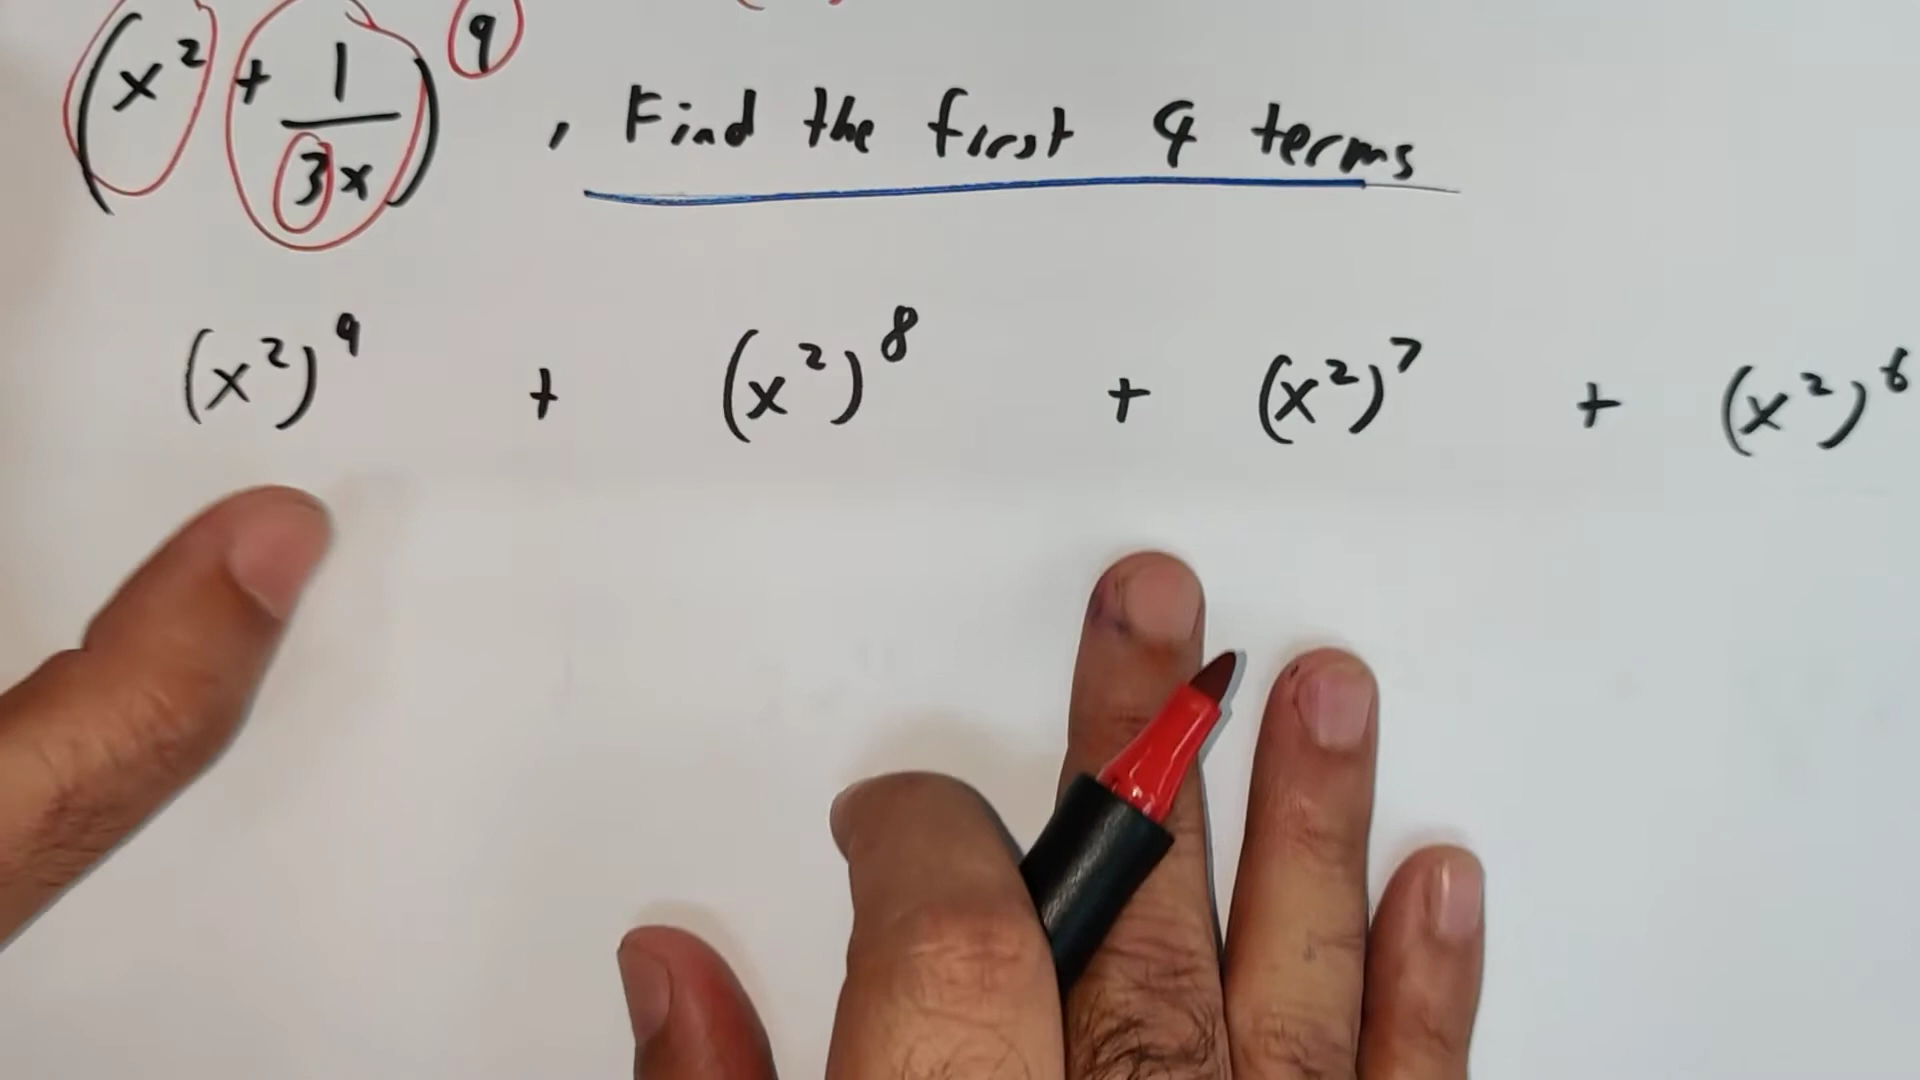 (x² + 1/3x)⁹ , Find the first 4 terms
(x²)⁹ + (x²)⁸ + (x²)⁷ + (x²)⁶